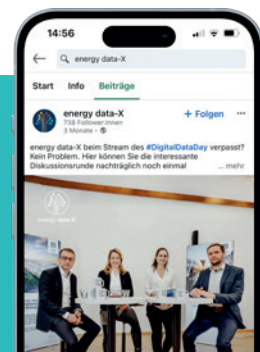 14:56
energy data-X
Start Info Beiträge
energy data-X
+ Folgen
738 Follower:innen
3 Monate
energy data-X beim Stream des #DigitalDataDay verpasst?
Kein Problem. Hier können Sie die interessante
Diskussionsrunde nachträglich noch einmal ... mehr
energy data-X